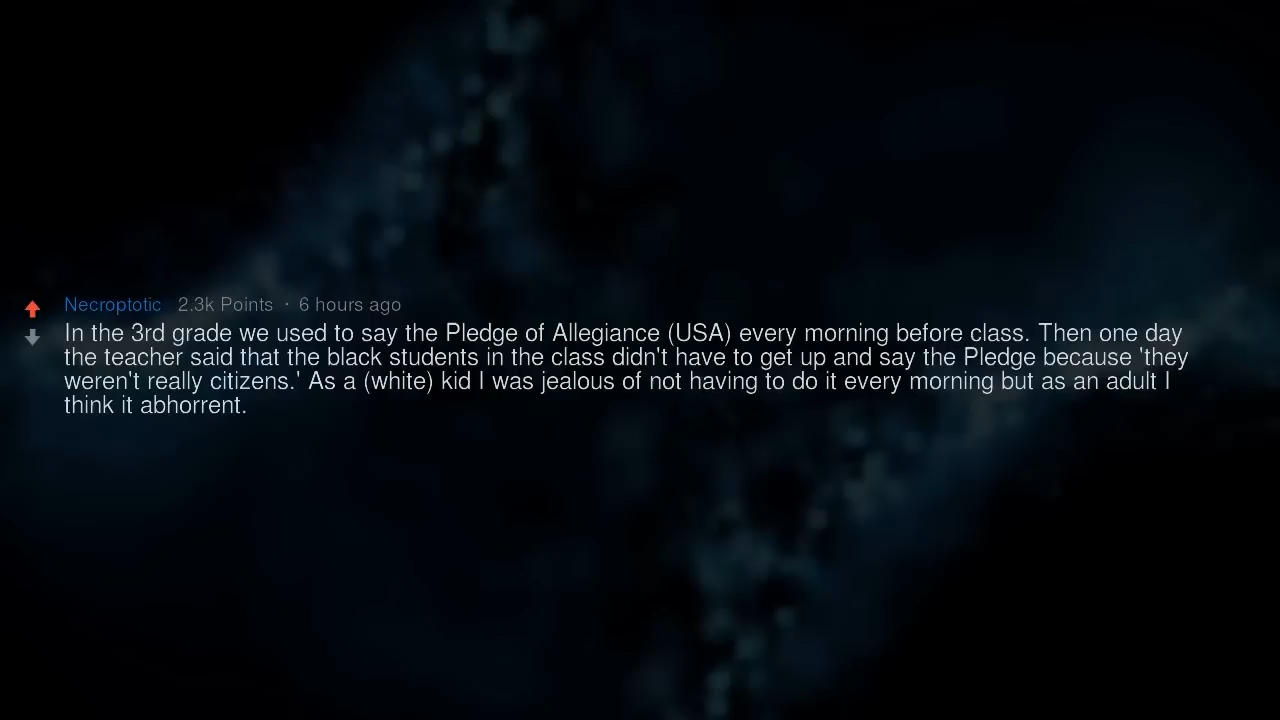 Necroptotic 2.3k Points · 6 hours ago
In the 3rd grade we used to say the Pledge of Allegiance (USA) every morning before class. Then one day
the teacher said that the black students in the class didn't have to get up and say the Pledge because 'they
weren't really citizens.' As a (white) kid I was jealous of not having to do it every morning but as an adult I
think it abhorrent.